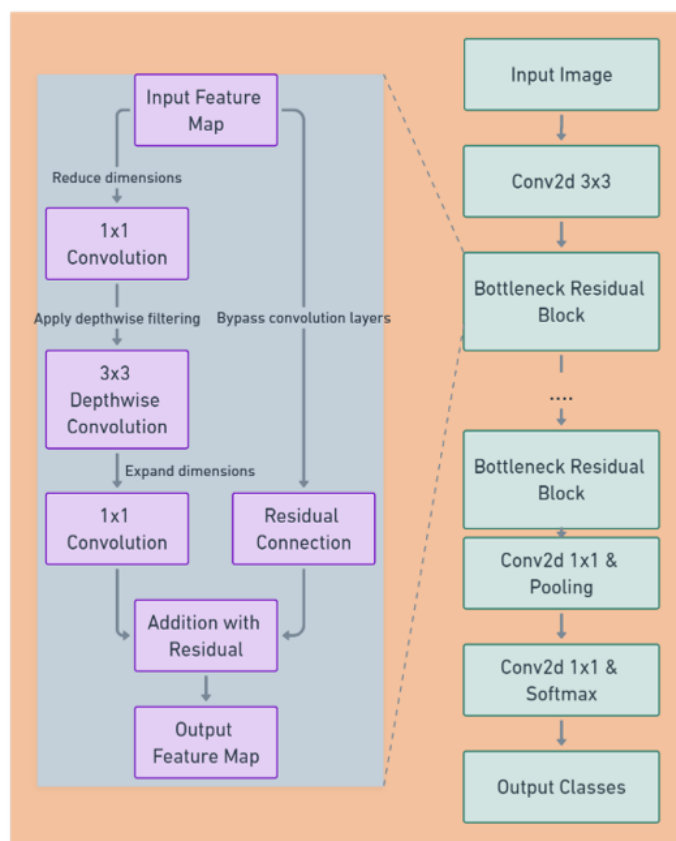 Input Feature
Map
Reduce dimensions
1x1
Convolution
Apply depthwise filtering
Bypass convolution layers
3x3
Depthwise
Convolution
Expand dimensions
1x1
Convolution
Residual
Connection
Addition with
Residual
Output
Feature Map
Input Image
Conv2d 3x3
Bottleneck Residual
Block
....
Bottleneck Residual
Block
Conv2d 1x1 &
Pooling
Conv2d 1x1 &
Softmax
Output Classes